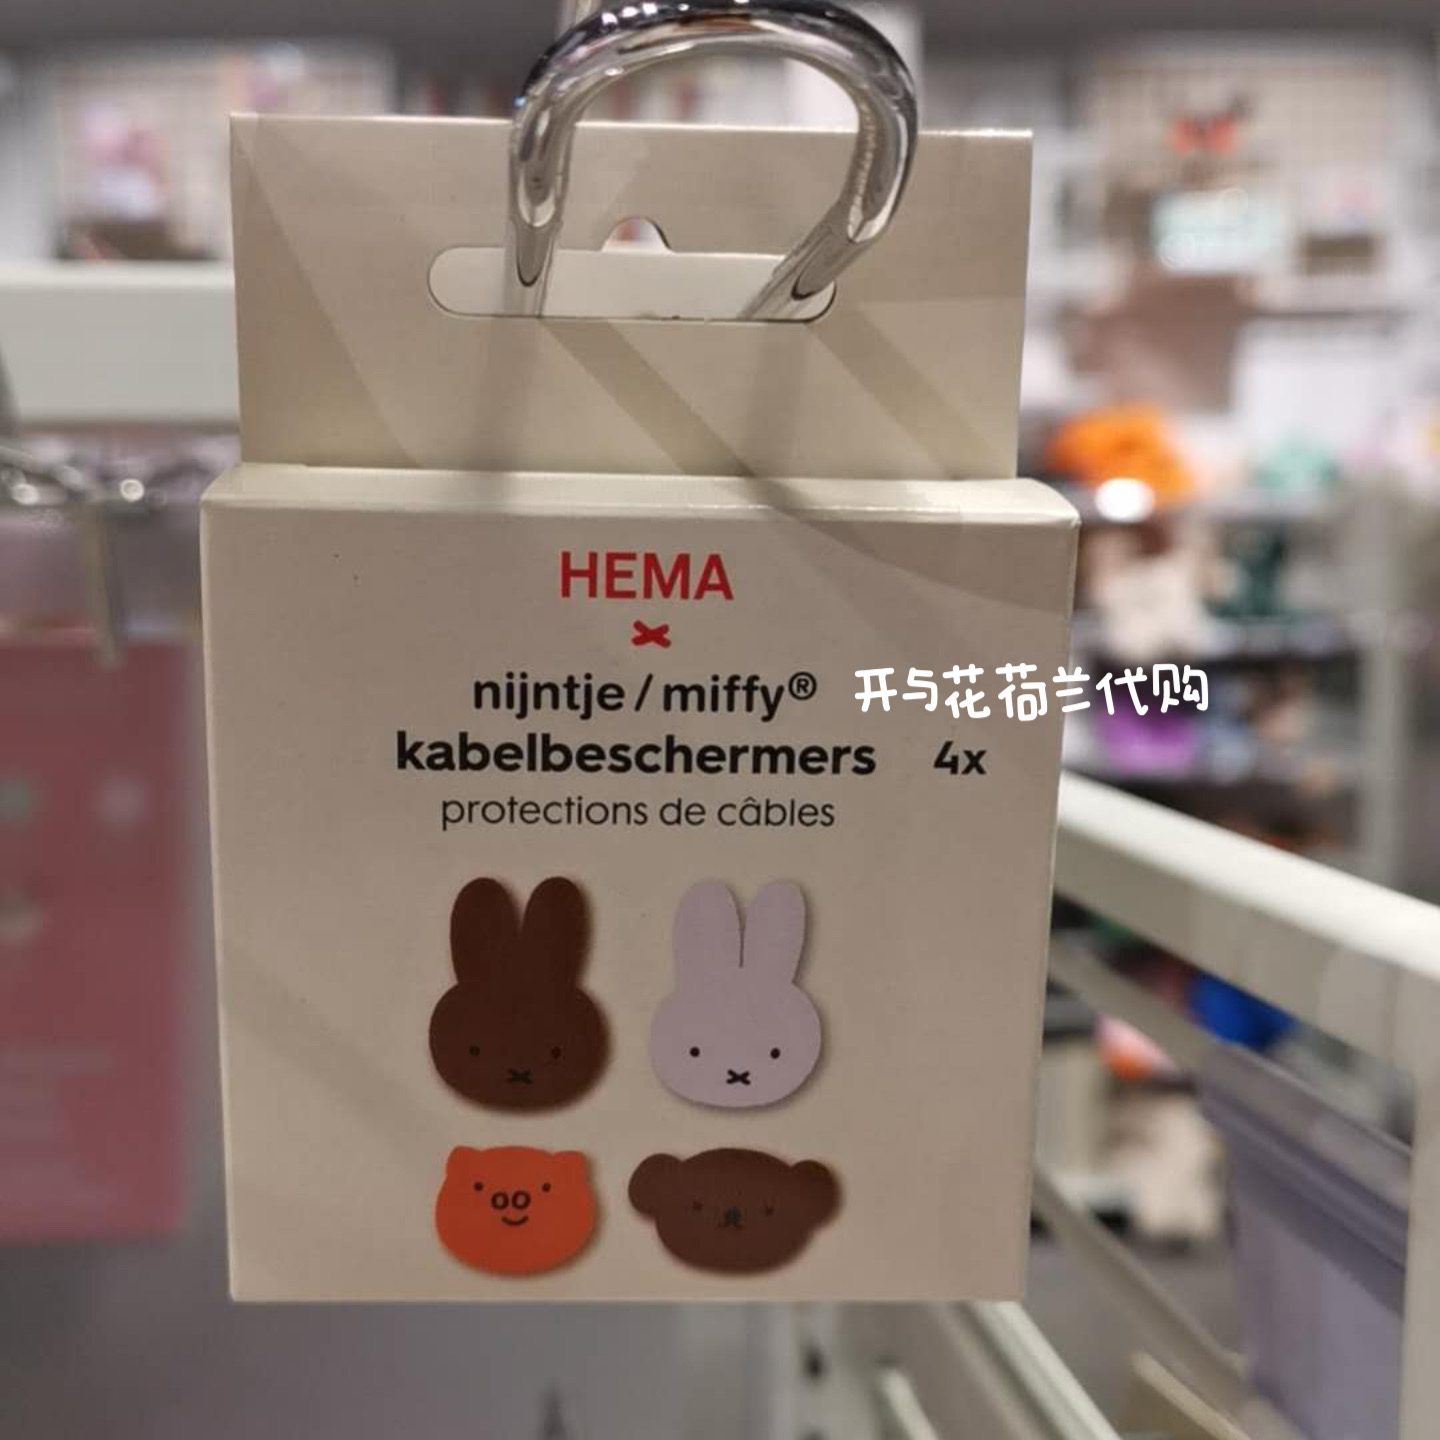 HEMA
x
nijntje / miffy®
开与花荷兰代购
kabelbeschermers 4x
protections de câbles